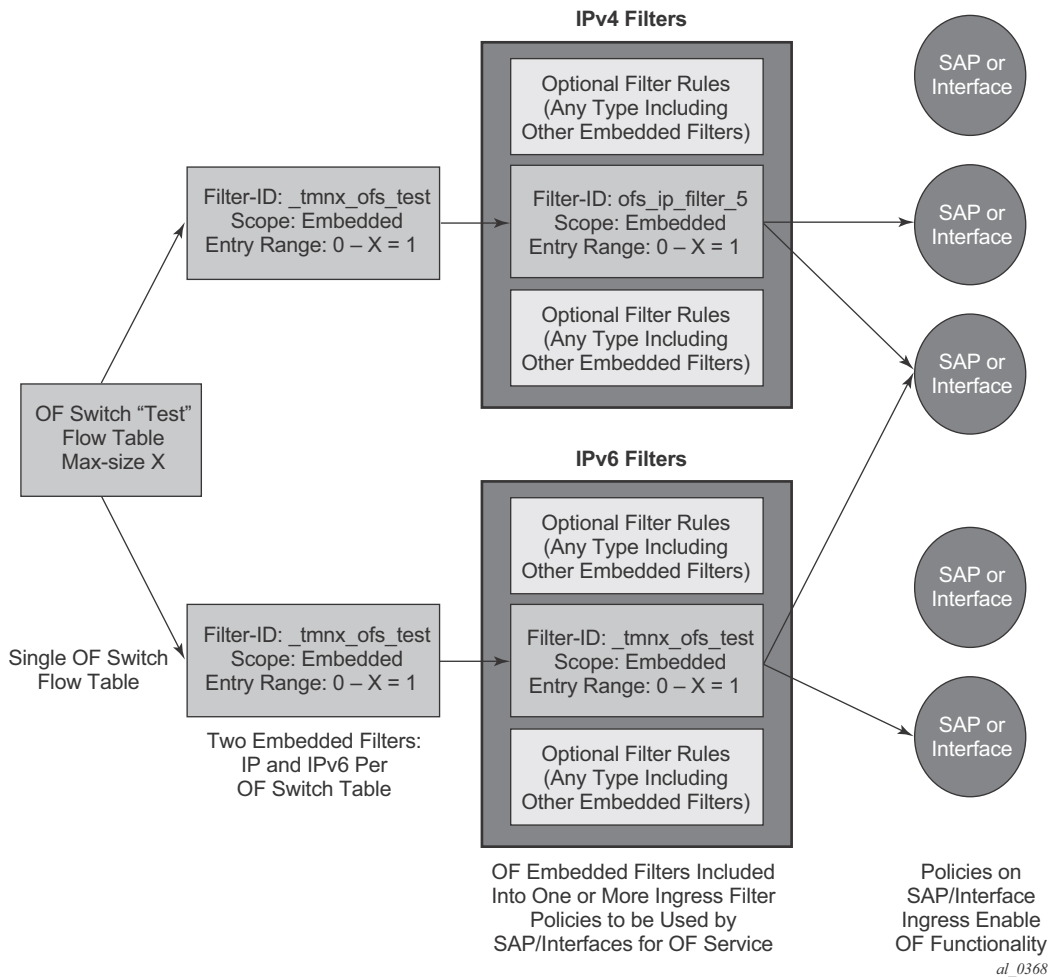 IPv4 Filters
Optional Filter Rules
(Any Type Including
Other Embedded Filters)
Filter-ID: _tmnx_ofs_test
Scope: Embedded
Entry Range: 0 – X = 1
Filter-ID: ofs_ip_filter_5
Scope: Embedded
Entry Range: 0 – X = 1
Optional Filter Rules
(Any Type Including
Other Embedded Filters)
SAP or
Interface
SAP or
Interface
SAP or
Interface
OF Switch “Test”
Flow Table
Max-size X
Single OF Switch
Flow Table
IPv6 Filters
Optional Filter Rules
(Any Type Including
Other Embedded Filters)
Filter-ID: _tmnx_ofs_test
Scope: Embedded
Entry Range: 0 – X = 1
Filter-ID: _tmnx_ofs_test
Scope: Embedded
Entry Range: 0 – X = 1
Optional Filter Rules
(Any Type Including
Other Embedded Filters)
SAP or
Interface
SAP or
Interface
Two Embedded Filters:
IP and IPv6 Per
OF Switch Table
OF Embedded Filters Included
Into One or More Ingress Filter
Policies to be Used by
SAP/Interfaces for OF Service
Policies on
SAP/Interface
Ingress Enable
OF Functionality
al_0368